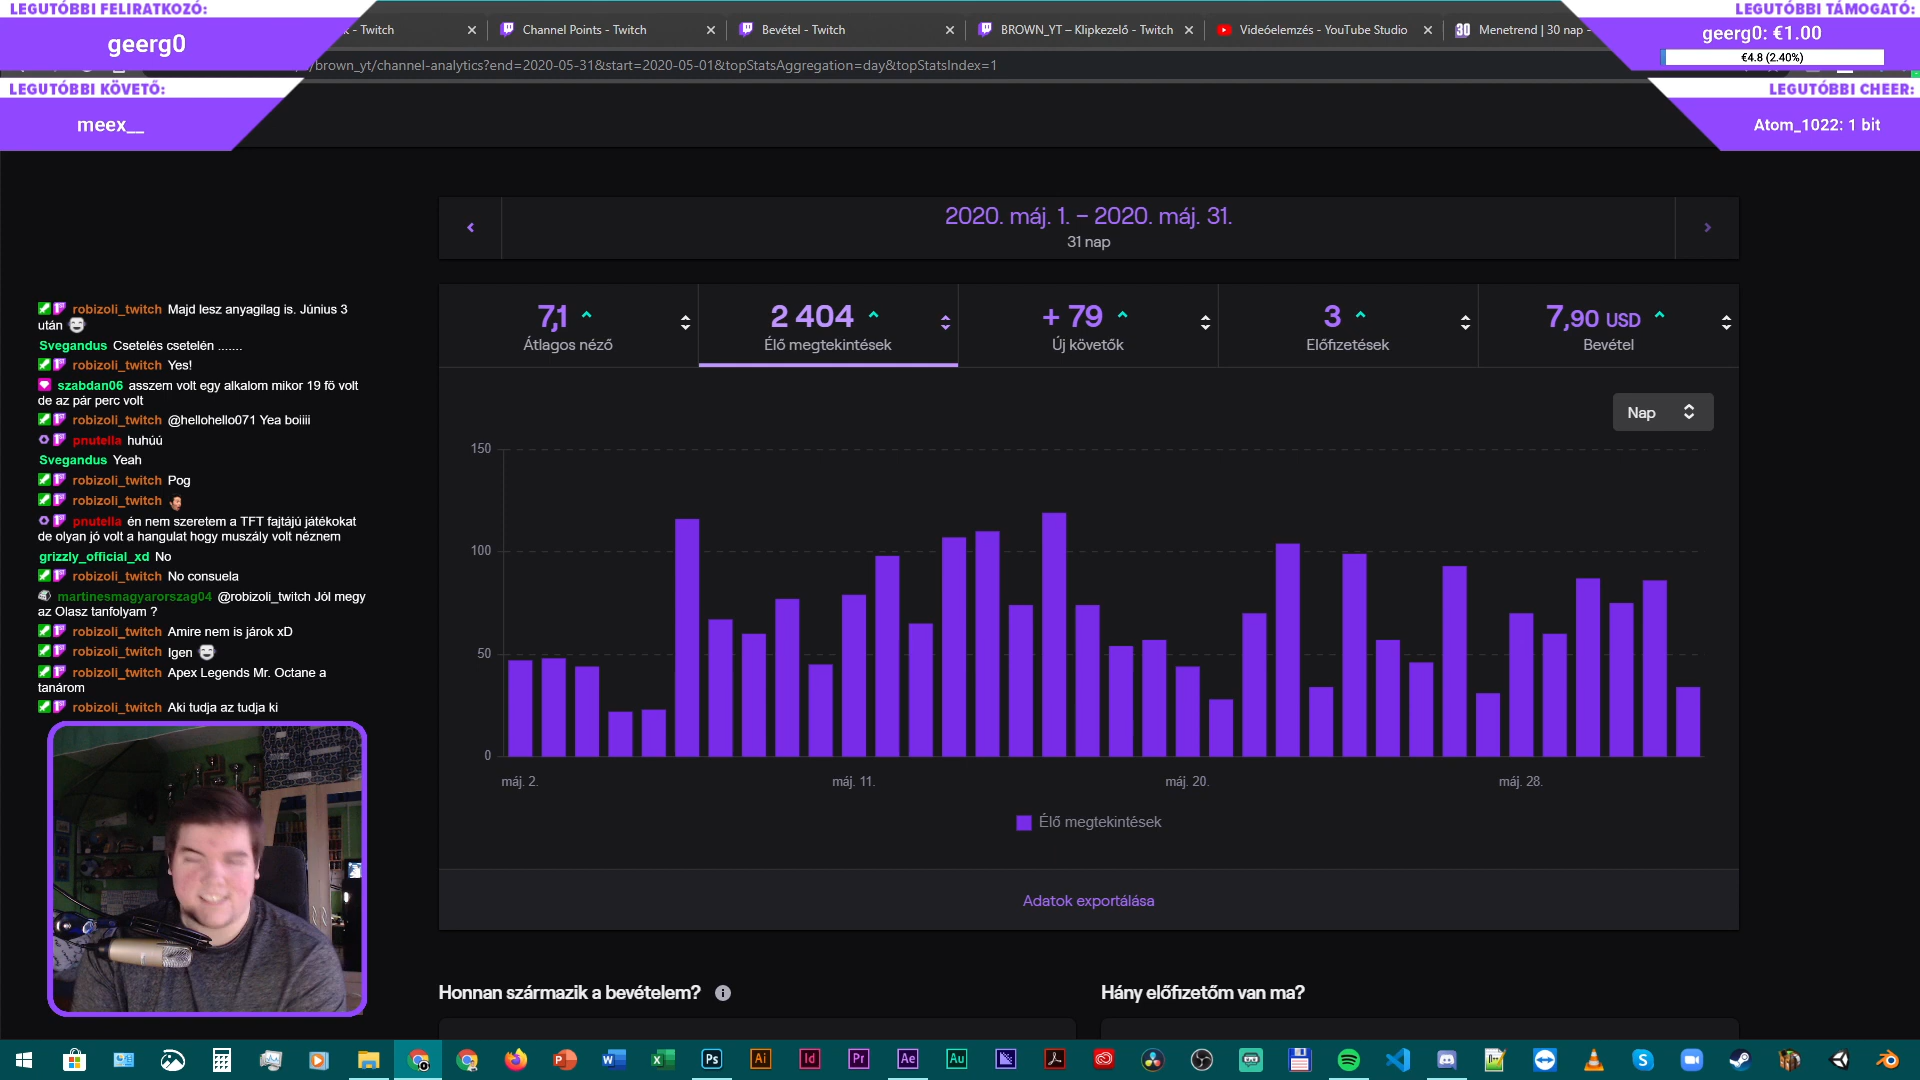 LEGUTÓBBI FELIRATKOZÓ:
geerg0
LEGUTÓBBI KÖVETŐ:
meex__
- Twitch
Channel Points - Twitch
Bevétel - Twitch
BROWN_YT – Klipkezelő - Twitch
Videóelemzés - YouTube Studio
30 Menetrend | 30 nap -
/brown_yt/channel-analytics?end=2020-05-31&start=2020-05-01&topStatsAggregation=day&topStatsIndex=1
LEGUTÓBBI TÁMOGATÓ:
geerg0: €1.00
€4.8 (2.40%)
LEGUTÓBBI CHEER:
Atom_1022: 1 bit
2020. máj. 1. – 2020. máj. 31.
31 nap
7,1
Átlagos néző
2 404
Élő megtekintések
+ 79
Új követők
3
Előfizetések
7,90 USD
Bevétel
Nap
150
100
50
0
máj. 2.
máj. 11.
máj. 20.
máj. 28.
Élő megtekintések
Adatok exportálása
Honnan származik a bevételem?
Hány előfizetőm van ma?
robizoli_twitch Majd lesz anyagilag is. Június 3
után
Svegandus Csetelés csetelén .......
robizoli_twitch Yes!
szabdan06 asszem volt egy alkalom mikor 19 fő volt
de az pár perc volt
robizoli_twitch @hellohello071 Yea boiiii
pnutella huhúú
Svegandus Yeah
robizoli_twitch Pog
robizoli_twitch
pnutella én nem szeretem a TFT fajtájú játékokat
de olyan jó volt a hangulat hogy muszály volt néznem
grizzly_official_xd No
robizoli_twitch No consuela
martinesmagyarorszag04 @robizoli_twitch Jól megy
az Olasz tanfolyam ?
robizoli_twitch Amire nem is járok xD
robizoli_twitch Igen
robizoli_twitch Apex Legends Mr. Octane a
tanárom
robizoli_twitch Aki tudja az tudja ki
Ps
Ai
Id
Pr
Ae
Au